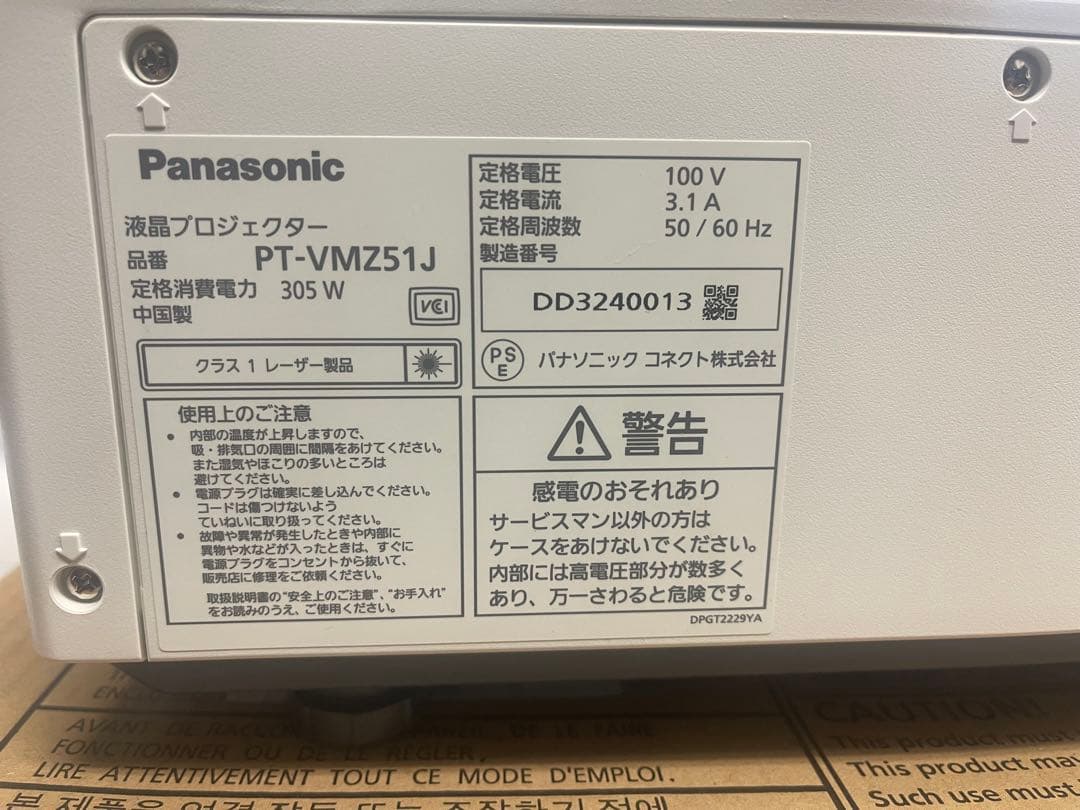 Panasonic
液晶プロジェクター
品番 PT-VMZ51J
定格消費電力 305 W
中国製
VCI
クラス 1 レーザー製品
使用上のご注意
● 内部の温度が上昇しますので、
吸・排気口の周囲に間隔をあけてください。
また湿気やほこりの多いところは
避けてください。
● 電源プラグは確実に差し込んでください。
コードは傷つけないよう
ていねいに取り扱ってください。
● 故障や異常が発生したときや内部に
異物や水などが入ったときは、すぐに
電源プラグをコンセントから抜いて、
販売店に修理をご依頼ください。
取扱説明書の"安全上のご注意"、"お手入れ"
をお読みのうえ、ご使用ください。
定格電圧 100 V
定格電流 3.1 A
定格周波数 50 / 60 Hz
製造番号
DD3240013
PSE パナソニック コネクト株式会社
警告
感電のおそれあり
サービスマン以外の方は
ケースをあけないでください。
内部には高電圧部分が数多く
あり、万一さわると危険です。
DPGT2229YA
AVANT DE RACCORDER, DE LE FAIRE
FONCTIONNER OU DE LE RÉGLER,
LIRE ATTENTIVEMENT TOUT CE MODE D'EMPLOI.
CAUTION!
This product must
This product may
Such use must